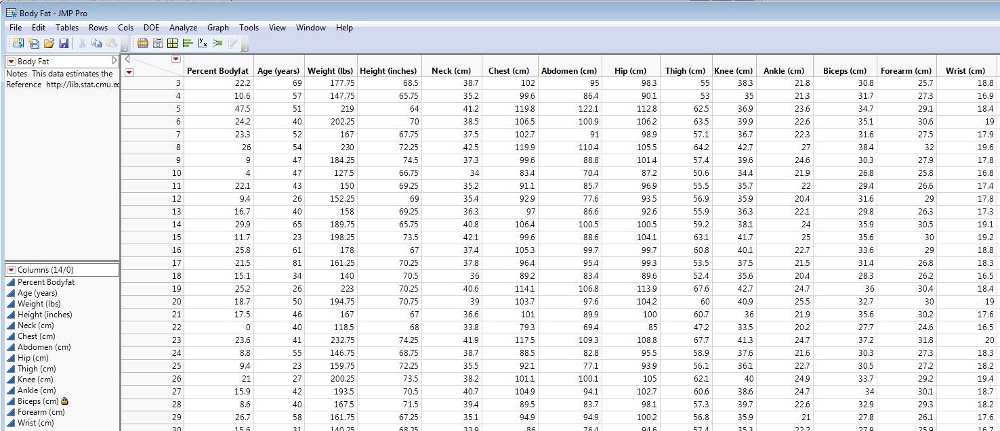 Body Fat - JMP Pro
File Edit Tables Rows Cols DOE Analyze Graph Tools View Window Help
Body Fat
Notes This data estimates the
Reference http://lib.stat.cmu.ec
Columns (14/0)
Percent Bodyfat
Age (years)
Weight (lbs)
Height (inches)
Neck (cm)
Chest (cm)
Abdomen (cm)
Hip (cm)
Thigh (cm)
Knee (cm)
Ankle (cm)
Biceps (cm)
Forearm (cm)
Wrist (cm)
Percent Bodyfat Age (years) Weight (lbs) Height (inches) Neck (cm) Chest (cm) Abdomen (cm) Hip (cm) Thigh (cm) Knee (cm) Ankle (cm) Biceps (cm) Forearm (cm) Wrist (cm)
3 22.2 69 177.75 68.5 38.7 102 95 98.3 55 38.3 21.8 30.8 25.7 18.8
4 10.6 57 147.75 65.75 35.2 99.6 86.4 90.1 53 35 21.3 31.7 27.3 16.9
5 47.5 51 219 64 41.2 119.8 122.1 112.8 62.5 36.9 23.6 34.7 29.1 18.4
6 24.2 40 202.25 70 38.5 106.5 100.9 106.2 63.5 39.9 22.6 35.1 30.6 19
7 23.3 52 167 67.75 37.5 102.7 91 98.9 57.1 36.7 22.3 31.6 27.5 17.9
8 26 54 230 72.25 42.5 119.9 110.4 105.5 64.2 42.7 27 38.4 32 19.6
9 9 47 184.25 74.5 37.3 99.6 88.8 101.4 57.4 39.6 24.6 30.3 27.9 17.8
10 4 47 127.5 66.75 34 83.4 70.4 87.2 50.6 34.4 21.9 26.8 25.8 16.8
11 22.1 43 150 69.25 35.2 91.1 85.7 96.9 55.5 35.7 22 29.4 26.6 17.4
12 9.4 26 152.25 69 35.4 92.9 77.6 93.5 56.9 35.9 20.4 31.6 29 17.8
13 16.7 40 158 69.25 36.3 97 86.6 92.6 55.9 36.3 22.1 29.8 26.3 17.3
14 29.9 65 189.75 65.75 40.8 106.4 100.5 100.5 59.2 38.1 24 35.9 30.5 19.1
15 11.7 23 198.25 73.5 42.1 99.6 88.6 104.1 63.1 41.7 25 35.6 30 19.2
16 25.8 61 178 67 37.4 105.3 99.7 99.7 60.8 40.1 22.7 33.6 29 18.8
17 21.5 81 161.25 70.25 37.8 96.4 95.4 99.3 53.5 37.5 21.5 31.4 26.8 18.3
18 15.1 34 140 70.5 36 89.2 83.4 89.6 52.4 35.6 20.4 28.3 26.2 16.5
19 25.2 26 223 70.25 40.6 114.1 106.8 113.9 67.6 42.7 24.7 36 30.4 18.4
20 18.7 50 194.75 70.75 39 103.7 97.6 104.2 60 40.9 25.5 32.7 30 19
21 17.5 46 167 67 36.6 101 89.9 100 60.7 36 21.9 35.6 30.2 17.6
22 0 40 118.5 68 33.8 79.3 69.4 85 47.2 33.5 20.2 27.7 24.6 16.5
23 23.6 41 232.75 74.25 41.9 117.5 109.3 108.8 67.7 41.3 24.7 37.2 31.8 20
24 8.8 55 146.75 68.75 38.7 88.5 82.8 95.5 58.9 37.6 21.6 30.3 27.3 18.3
25 9.4 23 159.75 72.25 35.5 92.1 77.1 93.9 56.1 36.1 22.7 30.5 27.2 18.2
26 21 27 200.25 73.5 38.2 101.1 100.1 105 62.1 40 24.9 33.7 29.2 19.4
27 15.9 42 193.5 70.5 40.7 104.9 94.1 102.7 60.6 38.6 24.7 34 30.1 18.7
28 8.6 40 167.5 71.5 39.4 89.5 83.7 98.1 57.3 39.7 22.6 32.9 29.3 18.2
29 26.7 58 161.75 67.25 35.1 94.9 94.9 100.2 56.8 35.9 21 27.8 26.1 17.6
30 15.6 31 140.25 68.25 33.9 86 76.4 94.6 57.4 35.3 22.2 27.9 25.9 16.7